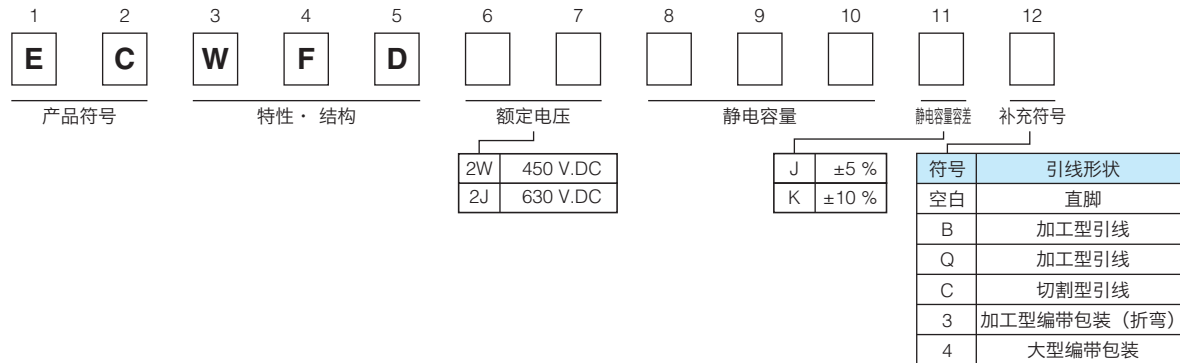 1 2 3 4 5 6 7 8 9 10 11 12
E C W F D
产品符号 特性・ 结构 额定电压 静电容量 静电容量容差 补充符号
2W 450 V.DC
2J 630 V.DC
J ±5 %
K ±10 %
符号 引线形状
空白 直脚
B 加工型引线
Q 加工型引线
C 切割型引线
3 加工型编带包装（折弯）
4 大型编带包装